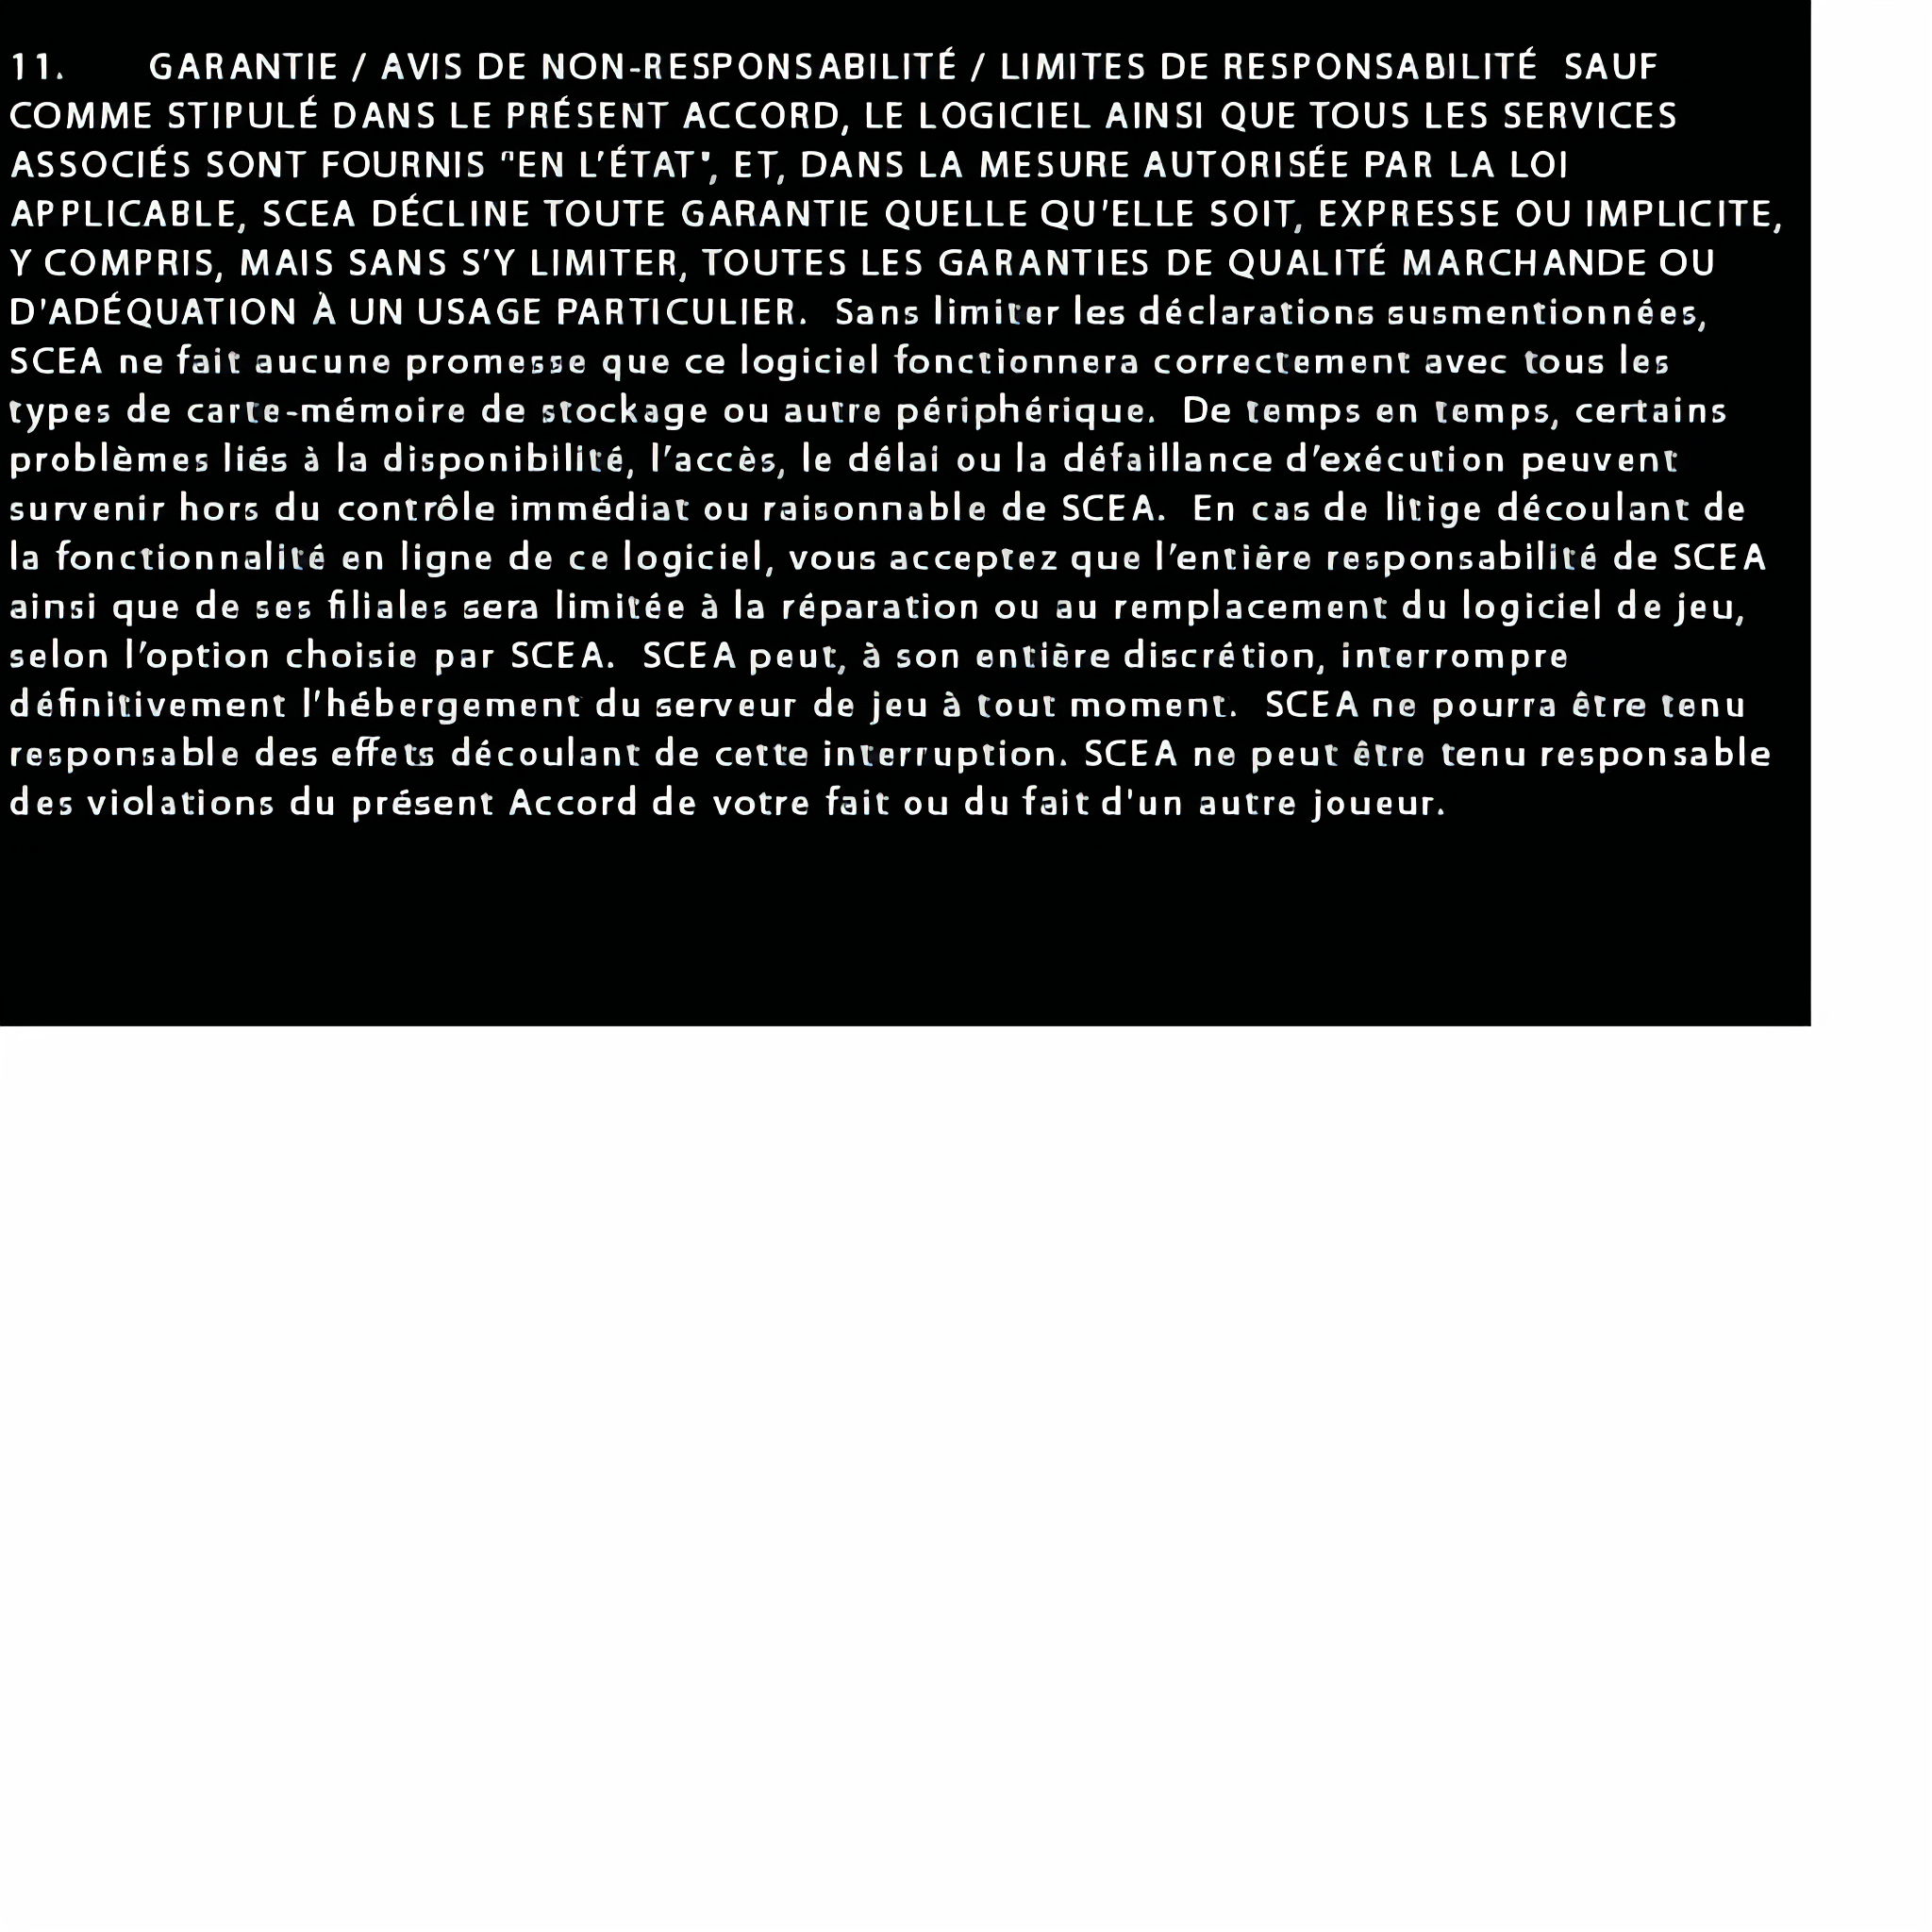 11.     GARANTIE / AVIS DE NON-RESPONSABILITÉ / LIMITES DE RESPONSABILITÉ  SAUF
COMME STIPULÉ DANS LE PRÉSENT ACCORD, LE LOGICIEL AINSI QUE TOUS LES SERVICES
ASSOCIÉS SONT FOURNIS "EN L'ÉTAT", ET, DANS LA MESURE AUTORISÉE PAR LA LOI
APPLICABLE, SCEA DÉCLINE TOUTE GARANTIE QUELLE QU'ELLE SOIT, EXPRESSE OU IMPLICITE,
Y COMPRIS, MAIS SANS S'Y LIMITER, TOUTES LES GARANTIES DE QUALITÉ MARCHANDE OU
D'ADÉQUATION À UN USAGE PARTICULIER.  Sans limiter les déclarations susmentionnées,
SCEA ne fait aucune promesse que ce logiciel fonctionnera correctement avec tous les
types de carte-mémoire de stockage ou autre périphérique.  De temps en temps, certains
problèmes liés à la disponibilité, l'accès, le délai ou la défaillance d'exécution peuvent
survenir hors du contrôle immédiat ou raisonnable de SCEA.  En cas de litige découlant de
la fonctionnalité en ligne de ce logiciel, vous acceptez que l'entière responsabilité de SCEA
ainsi que de ses filiales sera limitée à la réparation ou au remplacement du logiciel de jeu,
selon l'option choisie par SCEA.  SCEA peut, à son entière discrétion, interrompre
définitivement l'hébergement du serveur de jeu à tout moment.  SCEA ne pourra être tenu
responsable des effets découlant de cette interruption. SCEA ne peut être tenu responsable
des violations du présent Accord de votre fait ou du fait d'un autre joueur.